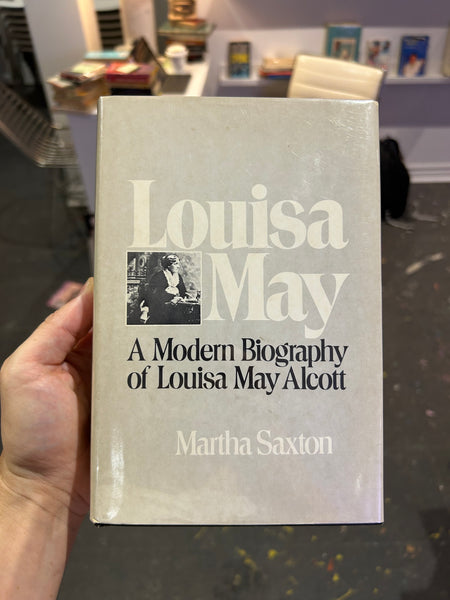 Louisa
May
A Modern Biography
of Louisa May Alcott
Martha Saxton